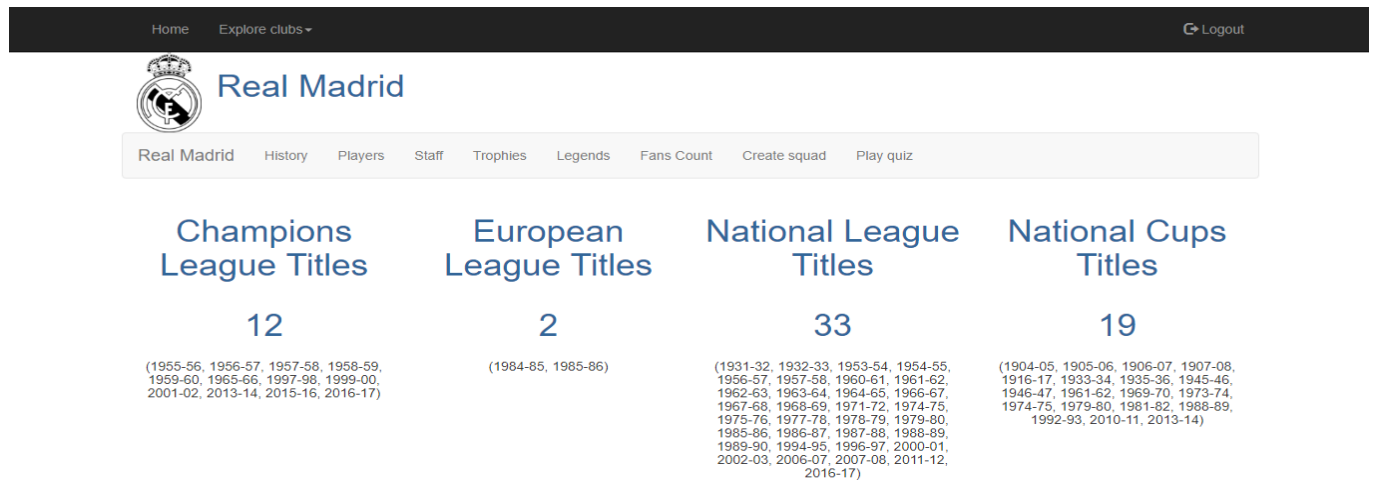 Home Explore clubs Logout
Real Madrid
Real Madrid History Players Staff Trophies Legends Fans Count Create squad Play quiz
Champions
League Titles
12
(1955-56, 1956-57, 1957-58, 1958-59,
1959-60, 1965-66, 1997-98, 1999-00,
2001-02, 2013-14, 2015-16, 2016-17)
European
League Titles
2
(1984-85, 1985-86)
National League
Titles
33
(1931-32, 1932-33, 1953-54, 1954-55,
1956-57, 1957-58, 1960-61, 1961-62,
1962-63, 1963-64, 1964-65, 1966-67,
1967-68, 1968-69, 1971-72, 1974-75,
1975-76, 1977-78, 1978-79, 1979-80,
1985-86, 1986-87, 1987-88, 1988-89,
1989-90, 1994-95, 1996-97, 2000-01,
2002-03, 2006-07, 2007-08, 2011-12,
2016-17)
National Cups
Titles
19
(1904-05, 1905-06, 1906-07, 1907-08,
1916-17, 1933-34, 1935-36, 1945-46,
1946-47, 1961-62, 1969-70, 1973-74,
1974-75, 1979-80, 1981-82, 1988-89,
1992-93, 2010-11, 2013-14)